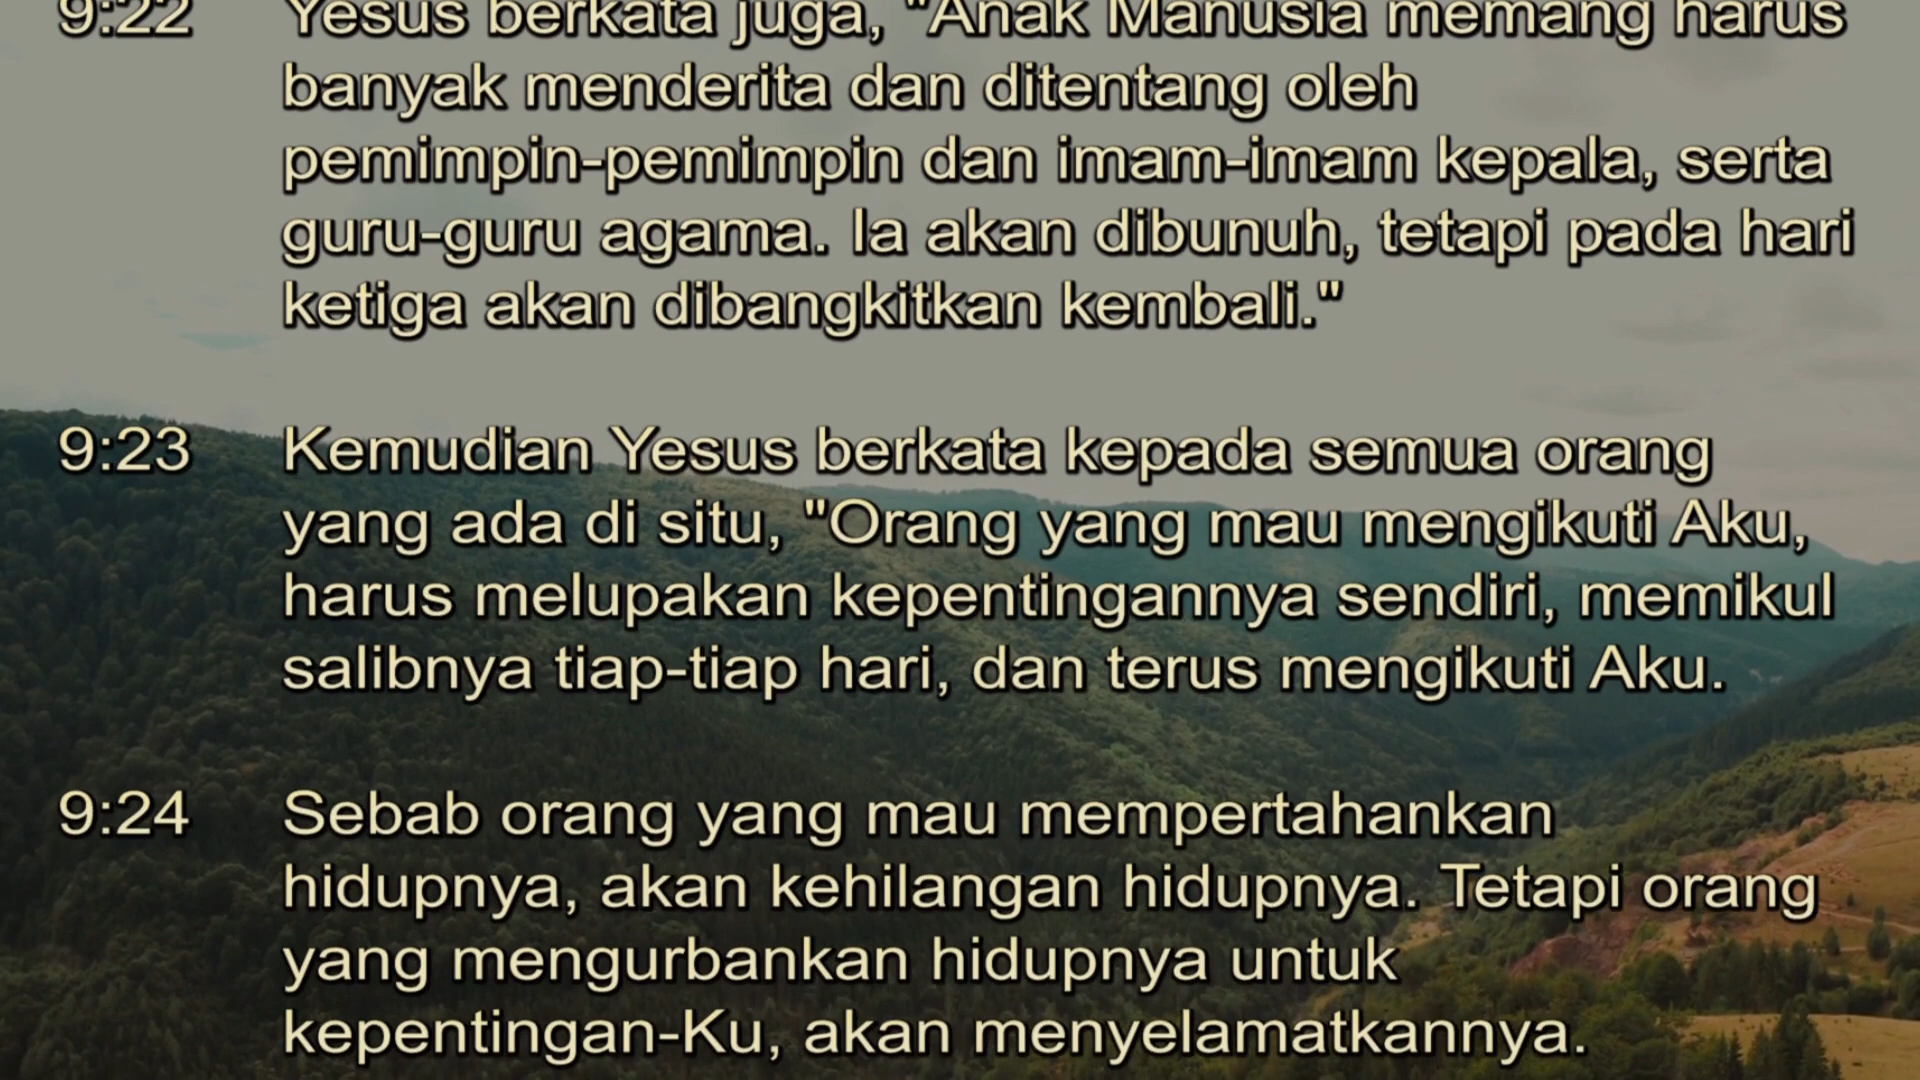 9:22 Yesus berkata juga, "Anak Manusia memang harus
banyak menderita dan ditentang oleh
pemimpin-pemimpin dan imam-imam kepala, serta
guru-guru agama. Ia akan dibunuh, tetapi pada hari
ketiga akan dibangkitkan kembali."
9:23 Kemudian Yesus berkata kepada semua orang
yang ada di situ, "Orang yang mau mengikuti Aku,
harus melupakan kepentingannya sendiri, memikul
salibnya tiap-tiap hari, dan terus mengikuti Aku.
9:24 Sebab orang yang mau mempertahankan
hidupnya, akan kehilangan hidupnya. Tetapi orang
yang mengurbankan hidupnya untuk
kepentingan-Ku, akan menyelamatkannya.